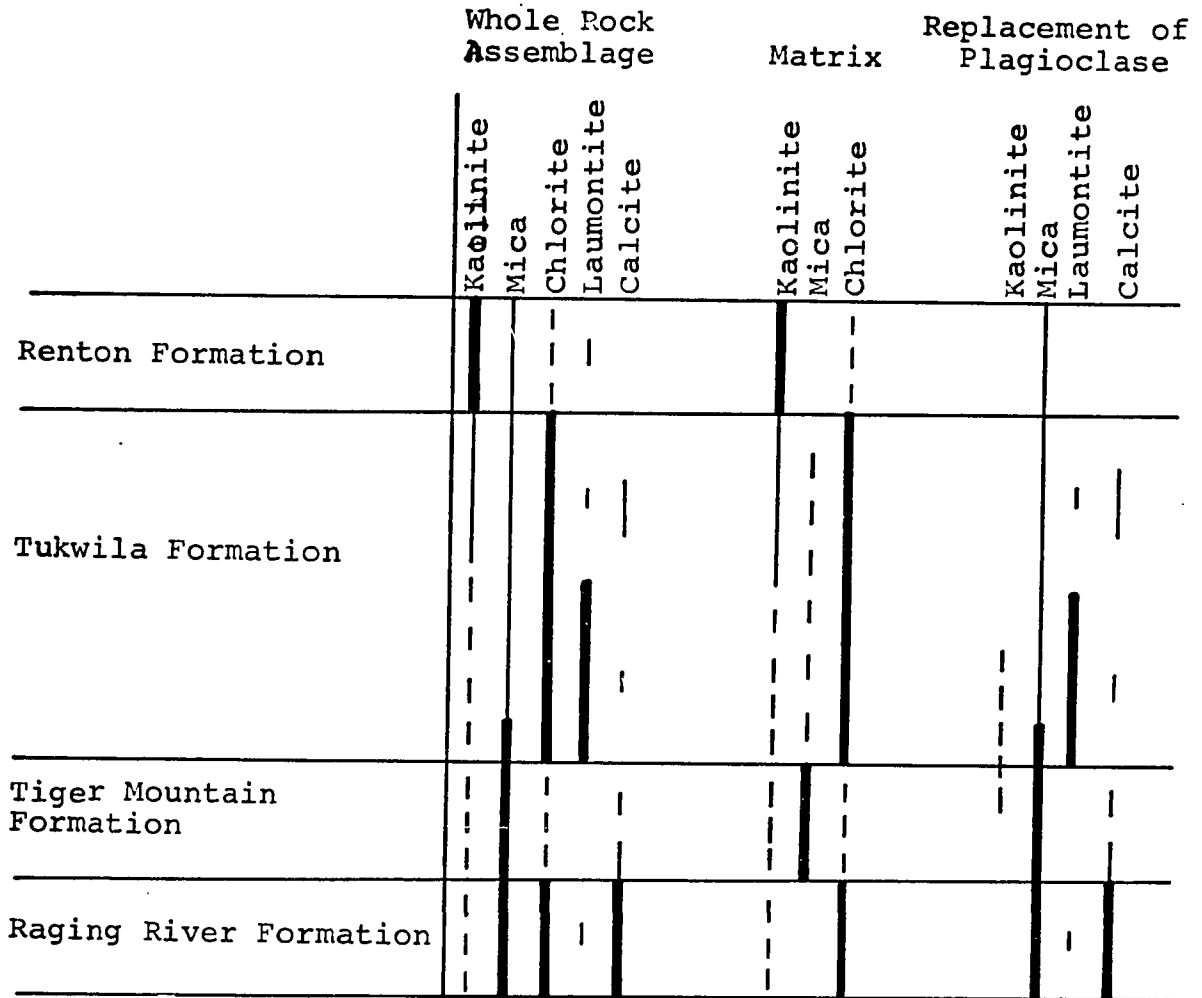 Whole Rock
Assemblage
Matrix
Replacement of
Plagioclase
Kaolinite
Mica
Chlorite
Laumontite
Calcite
Kaolinite
Mica
Chlorite
Kaolinite
Mica
Laumontite
Calcite
Renton Formation
Tukwila Formation
Tiger Mountain
Formation
Raging River Formation